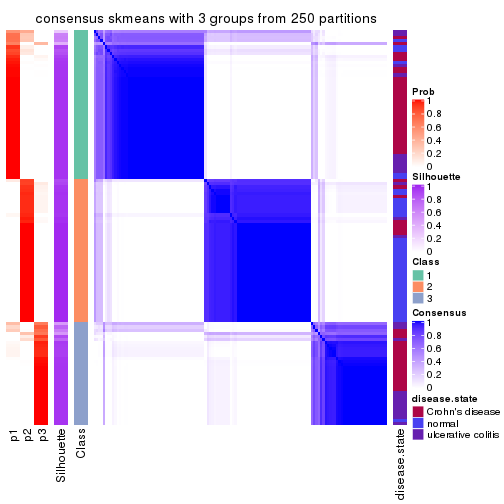 consensus skmeans with 3 groups from 250 partitions
Prob
1
0.8
0.6
0.4
0.2
0
Silhouette
1
0.8
0.6
0.4
0.2
0
Class
1
2
3
Consensus
1
0.8
0.6
0.4
0.2
0
disease.state
Crohn's disease
normal
ulcerative colitis
p1
p2
p3
Silhouette
Class
disease.state